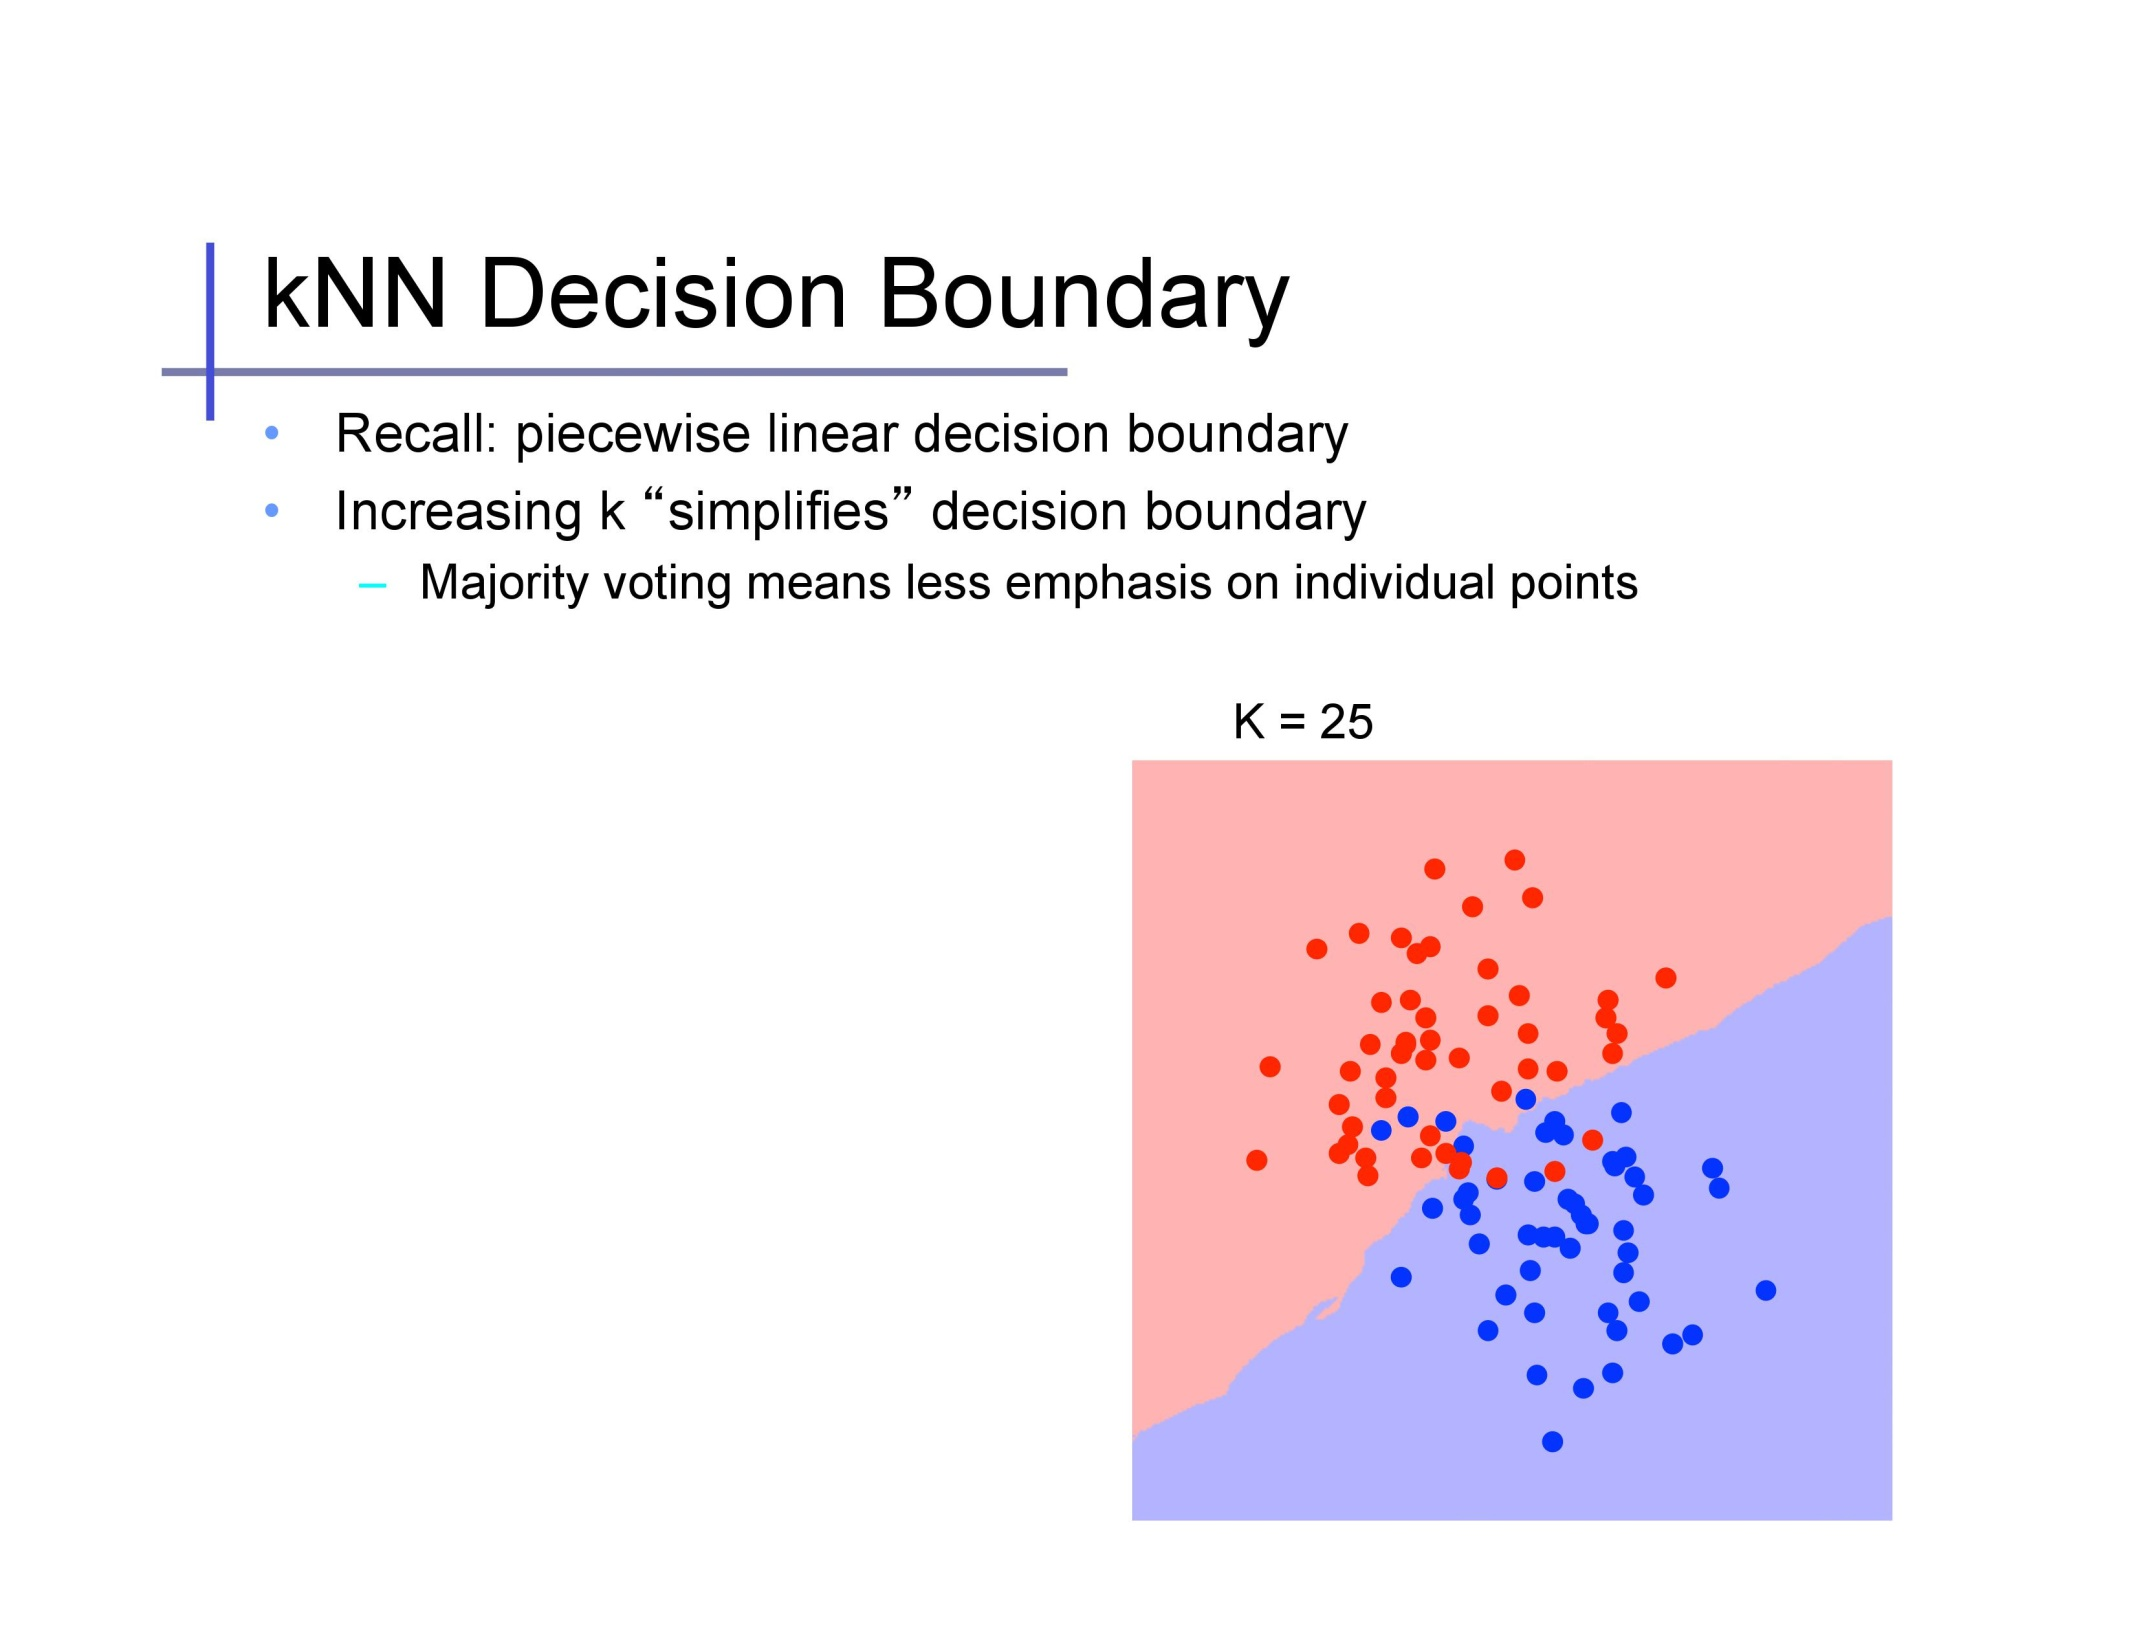 kNN Decision Boundary
• Recall: piecewise linear decision boundary
• Increasing k “simplifies” decision boundary
– Majority voting means less emphasis on individual points
K = 25